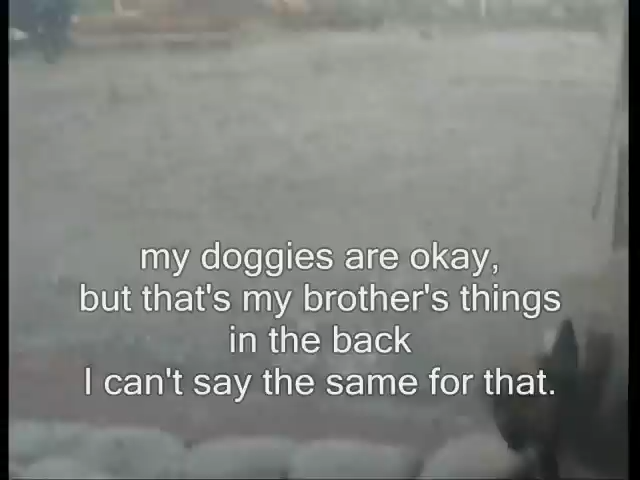 my doggies are okay,
but that's my brother's things
in the back
I can't say the same for that.